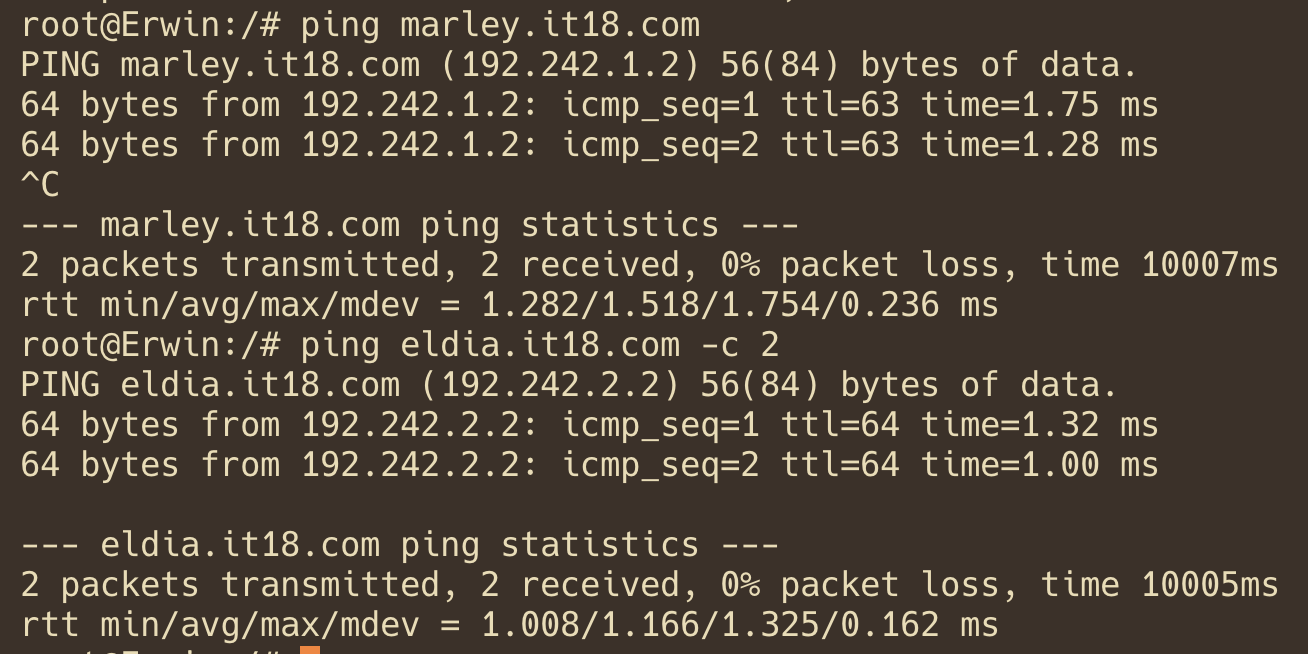 root@Erwin:/# ping marley.it18.com
PING marley.it18.com (192.242.1.2) 56(84) bytes of data.
64 bytes from 192.242.1.2: icmp_seq=1 ttl=63 time=1.75 ms
64 bytes from 192.242.1.2: icmp_seq=2 ttl=63 time=1.28 ms
^C
--- marley.it18.com ping statistics ---
2 packets transmitted, 2 received, 0% packet loss, time 10007ms
rtt min/avg/max/mdev = 1.282/1.518/1.754/0.236 ms
root@Erwin:/# ping eldia.it18.com -c 2
PING eldia.it18.com (192.242.2.2) 56(84) bytes of data.
64 bytes from 192.242.2.2: icmp_seq=1 ttl=64 time=1.32 ms
64 bytes from 192.242.2.2: icmp_seq=2 ttl=64 time=1.00 ms
--- eldia.it18.com ping statistics ---
2 packets transmitted, 2 received, 0% packet loss, time 10005ms
rtt min/avg/max/mdev = 1.008/1.166/1.325/0.162 ms